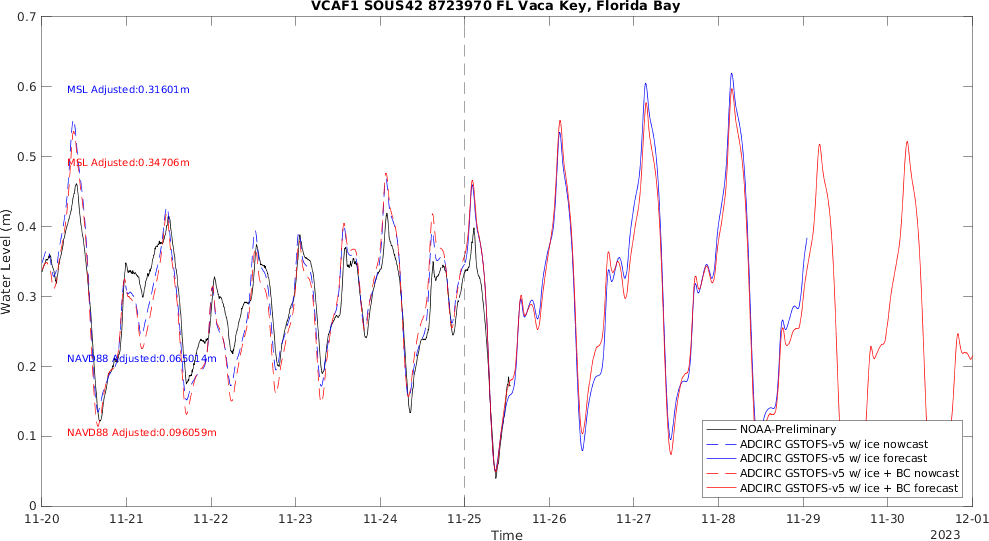 VCAF1 SOUS42 8723970 FL Vaca Key, Florida Bay
0.7
0.6
0.5
0.4
0.3
0.2
0.1
0
Water Level (m)
MSL Adjusted:0.31601m
MSL Adjusted:0.34706m
NAVD88 Adjusted:0.065014m
NAVD88 Adjusted:0.096059m
NOAA-Preliminary
ADCIRC GSTOFS-v5 w/ ice nowcast
ADCIRC GSTOFS-v5 w/ ice forecast
ADCIRC GSTOFS-v5 w/ ice + BC nowcast
ADCIRC GSTOFS-v5 w/ ice + BC forecast
11-20 11-21 11-22 11-23 11-24 11-25 11-26 11-27 11-28 11-29 11-30 12-01
Time
2023